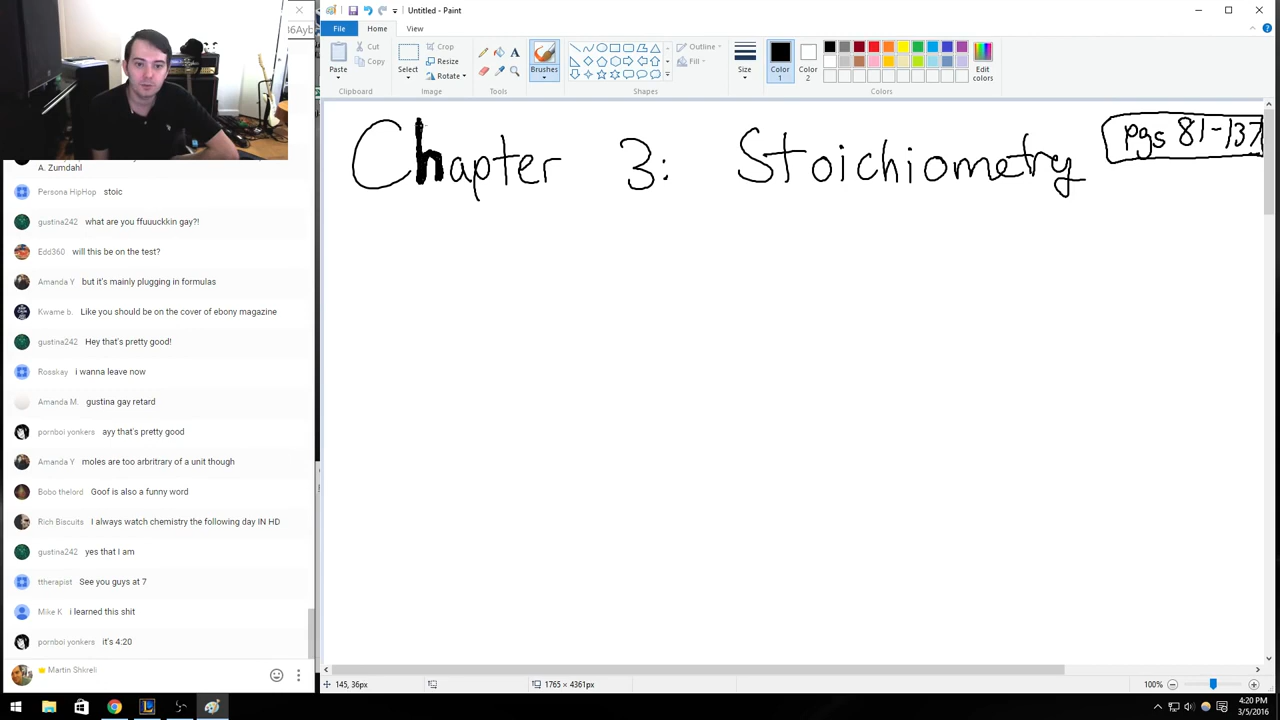 36Ayb
Untitled - Paint
File Home View
Paste
Cut
Copy
Clipboard
Select
Crop
Resize
Rotate
Image
A
Tools
Brushes
Shapes
Outline
Fill
Size
Color 1
Color 2
Edit colors
Colors
Chapter 3: Stoichiometry
pgs 81-137
A. Zumdahl
Persona HipHop stoic
gustina242 what are you ffuuuckkin gay?!
Edd360 will this be on the test?
Amanda Y but it's mainly plugging in formulas
Kwame b. Like you should be on the cover of ebony magazine
gustina242 Hey that's pretty good!
Rosskay i wanna leave now
Amanda M. gustina gay retard
pornboi yonkers ayy that's pretty good
Amanda Y moles are too arbritrary of a unit though
Bobo thelord Goof is also a funny word
Rich Biscuits I always watch chemistry the following day IN HD
gustina242 yes that I am
ttherapist See you guys at 7
Mike K i learned this shit
pornboi yonkers it's 4:20
Martin Shkreli
145, 36px
1765 × 4361px
100%
4:20 PM
3/5/2016